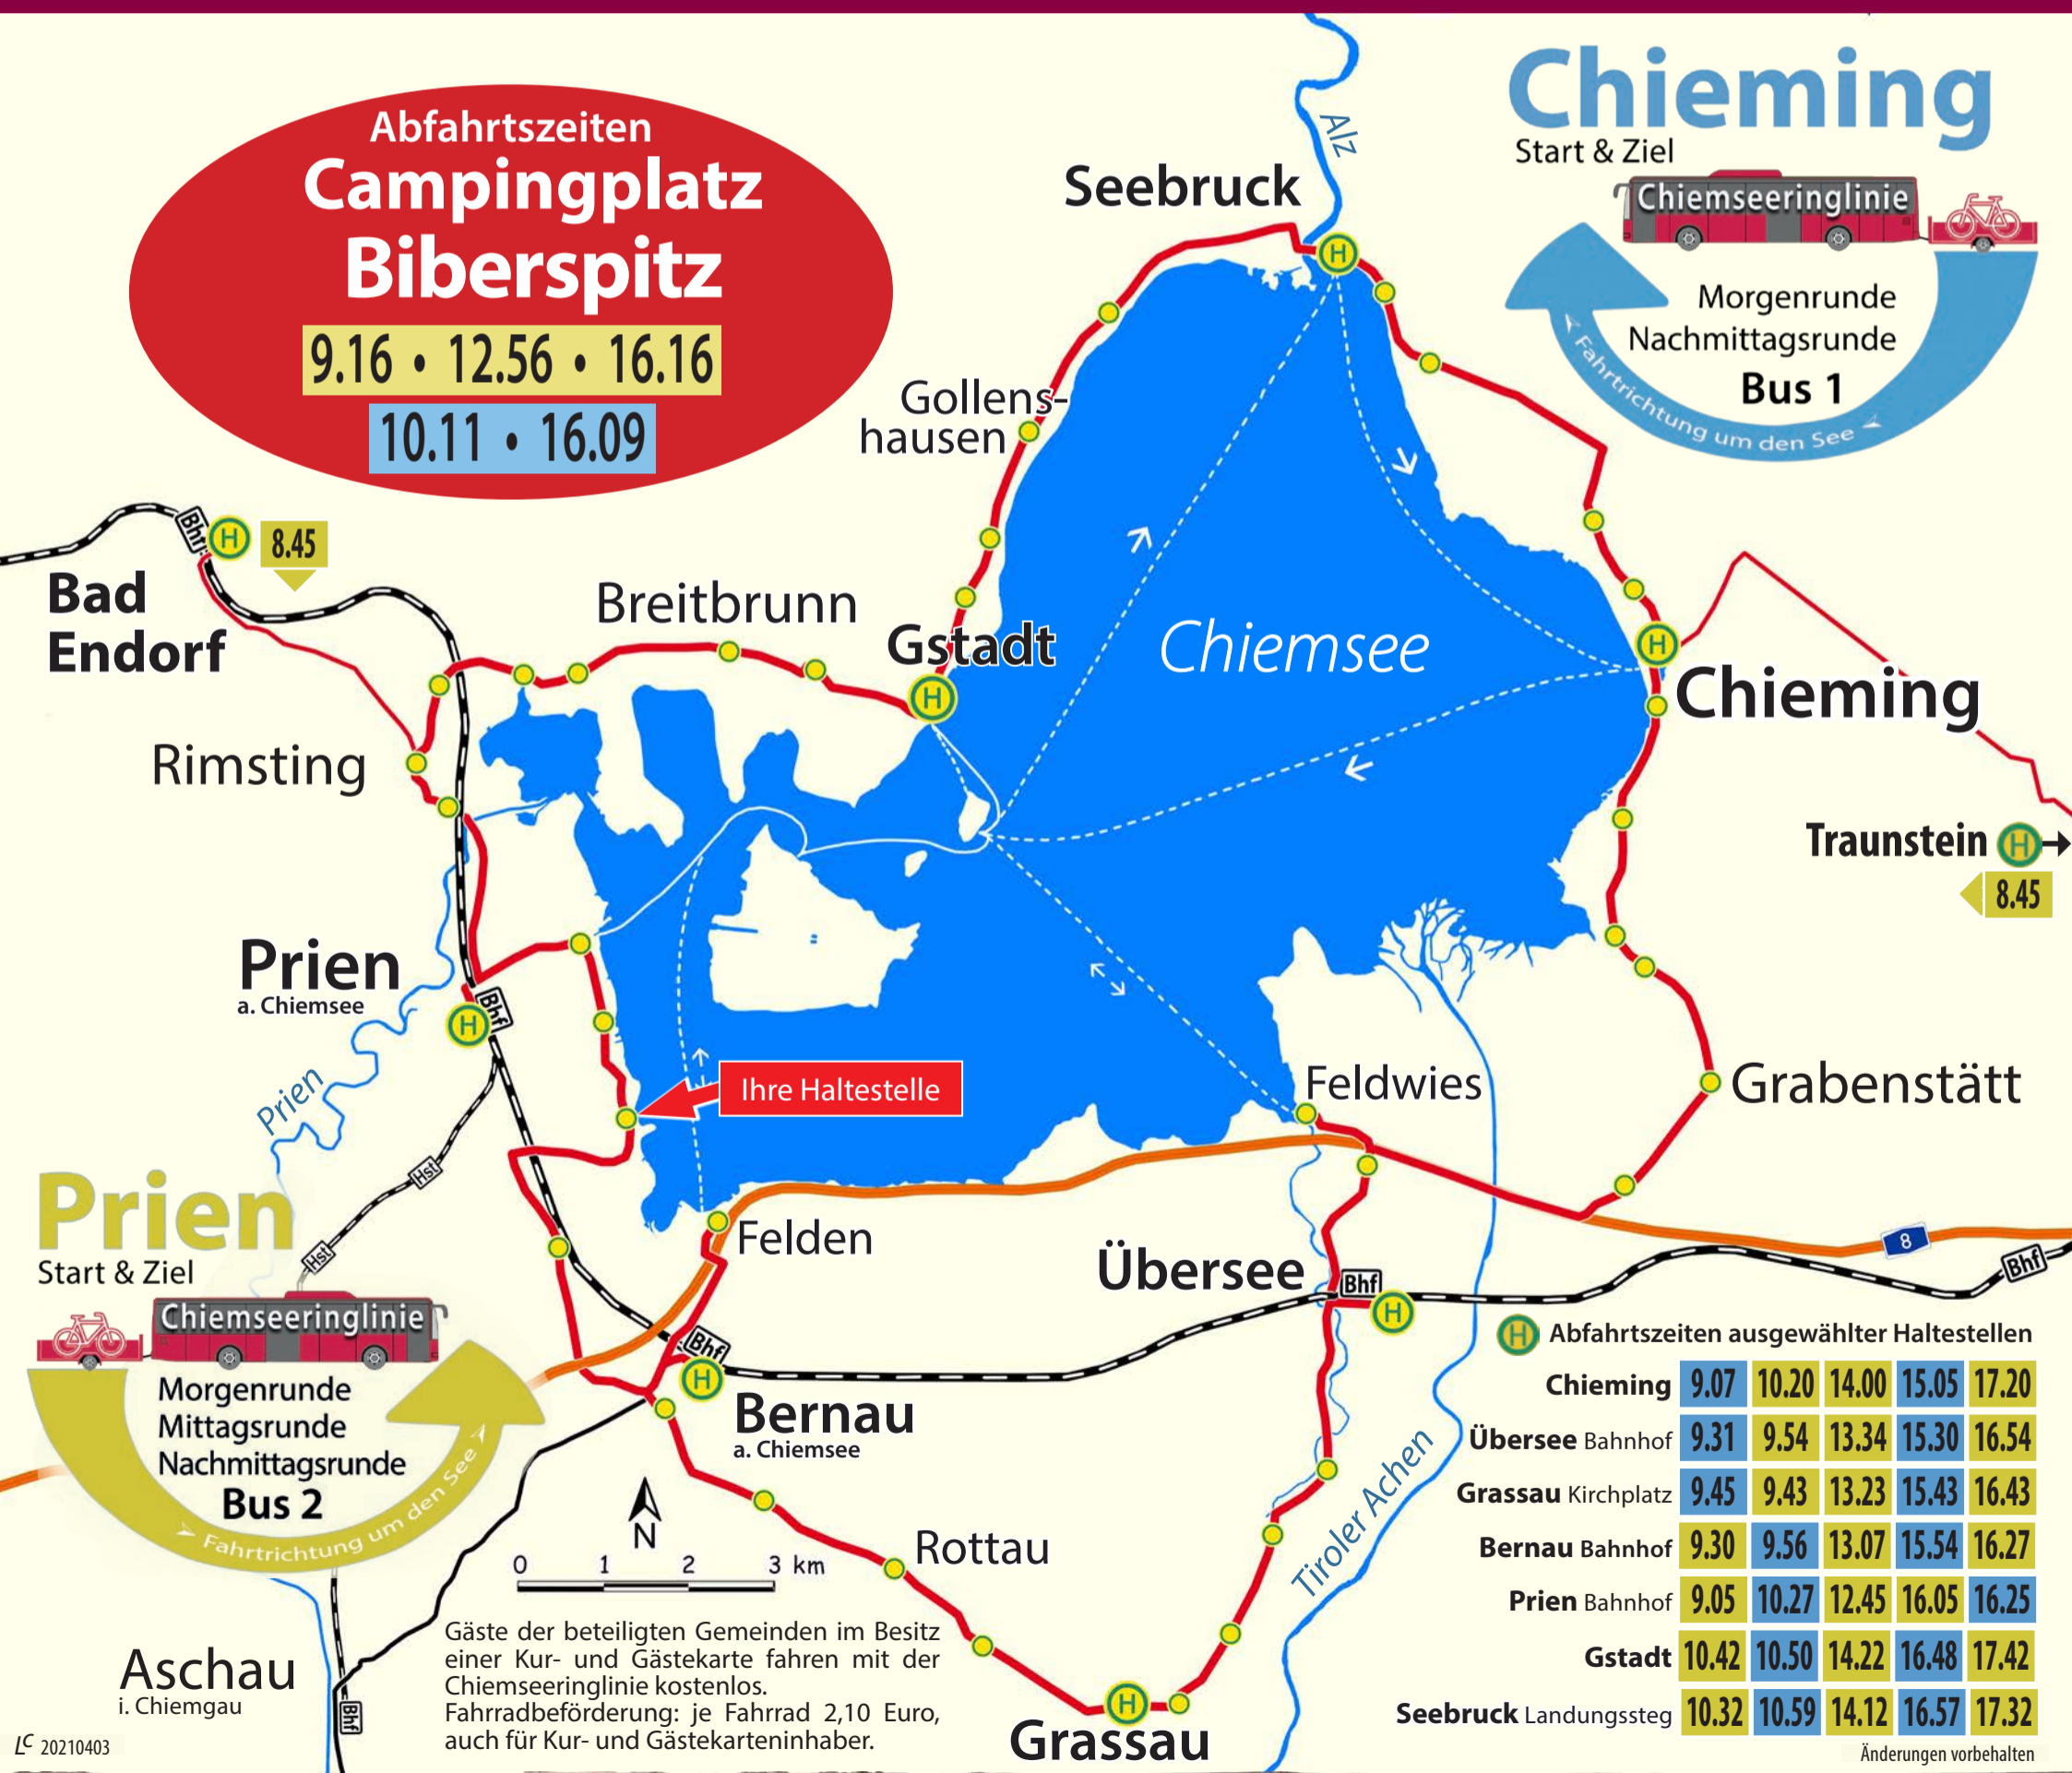 Abfahrtszeiten
Campingplatz
Biberspitz
9.16 • 12.56 • 16.16
10.11 • 16.09
Chieming
Start & Ziel
Chiemseeringlinie
Morgenrunde
Nachmittagsrunde
Bus 1
Fahrtrichtung um den See
Alz
Seebruck
H
Gollens-
hausen
Bhf
H
8.45
Bad
Endorf
Breitbrunn
Gstadt
H
Chiemsee
H
Chieming
Rimsting
Traunstein H
8.45
Prien
a. Chiemsee
Bhf
H
Prien
Ihre Haltestelle
Feldwies
Grabenstätt
Hst
Hst
Felden
Übersee
Bhf
H
8
Bhf
Prien
Start & Ziel
Chiemseeringlinie
Morgenrunde
Mittagsrunde
Nachmittagsrunde
Bus 2
Fahrtrichtung um den See
Bhf
H
Bernau
a. Chiemsee
N
0 1 2 3 km
Rottau
Tiroler Achen
H
Grassau
Aschau
i. Chiemgau
Bhf
Gäste der beteiligten Gemeinden im Besitz
einer Kur- und Gästekarte fahren mit der
Chiemseeringlinie kostenlos.
Fahrradbeförderung: je Fahrrad 2,10 Euro,
auch für Kur- und Gästekarteninhaber.
H Abfahrtszeiten ausgewählter Haltestellen
Chieming 9.07 10.20 14.00 15.05 17.20
Übersee Bahnhof 9.31 9.54 13.34 15.30 16.54
Grassau Kirchplatz 9.45 9.43 13.23 15.43 16.43
Bernau Bahnhof 9.30 9.56 13.07 15.54 16.27
Prien Bahnhof 9.05 10.27 12.45 16.05 16.25
Gstadt 10.42 10.50 14.22 16.48 17.42
Seebruck Landungssteg 10.32 10.59 14.12 16.57 17.32
Änderungen vorbehalten
LC 20210403